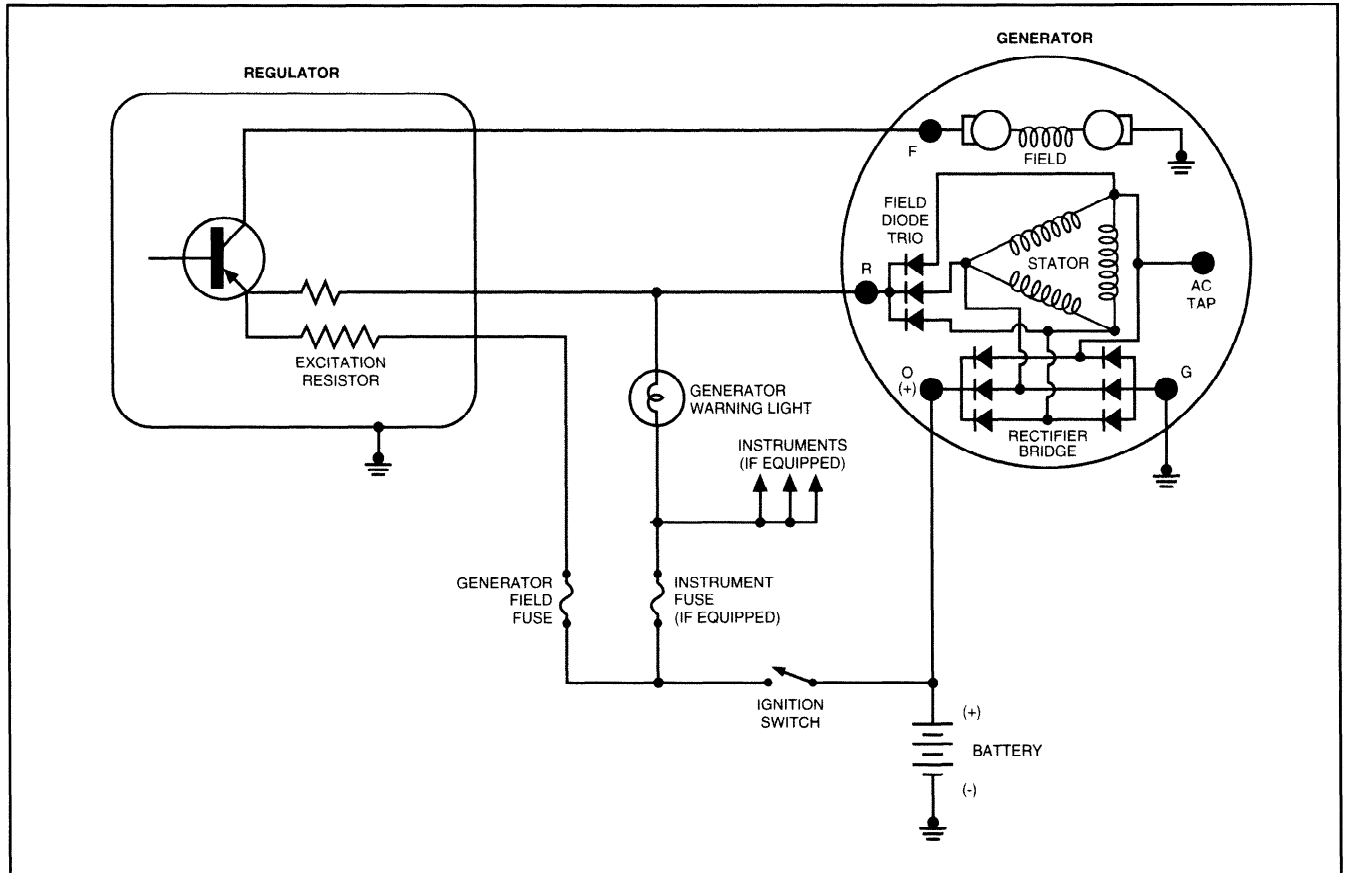 GENERATOR
REGULATOR
F
FIELD
FIELD
DIODE
TRIO
R
STATOR
AC
TAP
EXCITATION
RESISTOR
O
(+)
G
GENERATOR
WARNING LIGHT
RECTIFIER
BRIDGE
INSTRUMENTS
(IF EQUIPPED)
GENERATOR
FIELD
FUSE
INSTRUMENT
FUSE
(IF EQUIPPED)
IGNITION
SWITCH
(+)
BATTERY
(-)